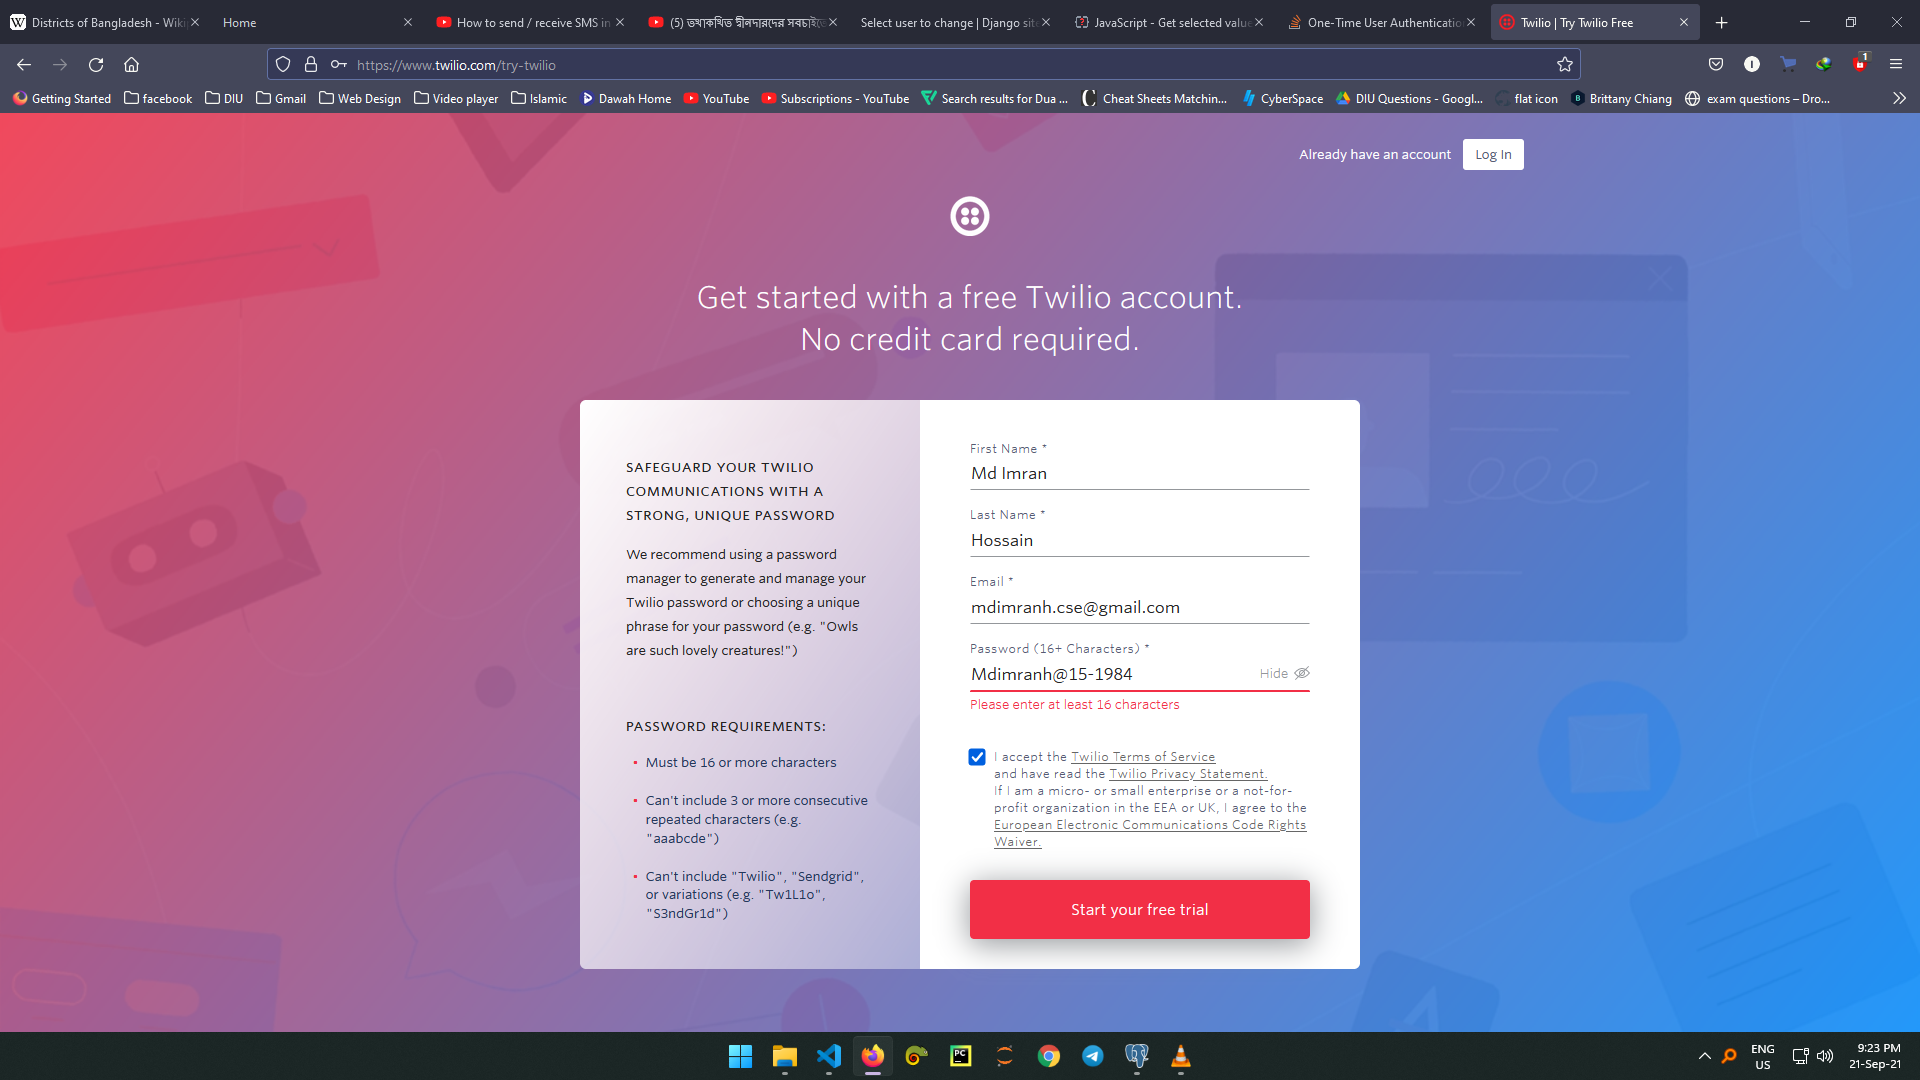 Districts of Bangladesh - Wikip
Home
How to send / receive SMS in
(5) তথাকথিত দ্বীনদারদের সবচাইতে
Select user to change | Django site
JavaScript - Get selected value
One-Time User Authentication
Twilio | Try Twilio Free
https://www.twilio.com/try-twilio
1
Getting Started
facebook
DIU
Gmail
Web Design
Video player
Islamic
Dawah Home
YouTube
Subscriptions - YouTube
Search results for Dua ...
Cheat Sheets Matchin...
CyberSpace
DIU Questions - Googl...
flat icon
Brittany Chiang
exam questions – Dro...
Already have an account
Log In
Get started with a free Twilio account.
No credit card required.
SAFEGUARD YOUR TWILIO
COMMUNICATIONS WITH A
STRONG, UNIQUE PASSWORD
We recommend using a password
manager to generate and manage your
Twilio password or choosing a unique
phrase for your password (e.g. "Owls
are such lovely creatures!")
PASSWORD REQUIREMENTS:
Must be 16 or more characters
Can't include 3 or more consecutive
repeated characters (e.g.
"aaabcde")
Can't include "Twilio", "Sendgrid",
or variations (e.g. "Tw1L1o",
"S3ndGr1d")
First Name *
Md Imran
Last Name *
Hossain
Email *
mdimranh.cse@gmail.com
Password (16+ Characters) *
Mdimranh@15-1984
Hide
Please enter at least 16 characters
I accept the Twilio Terms of Service
and have read the Twilio Privacy Statement.
If I am a micro- or small enterprise or a not-for-
profit organization in the EEA or UK, I agree to the
European Electronic Communications Code Rights
Waiver.
Start your free trial
ENG
US
9:23 PM
21-Sep-21